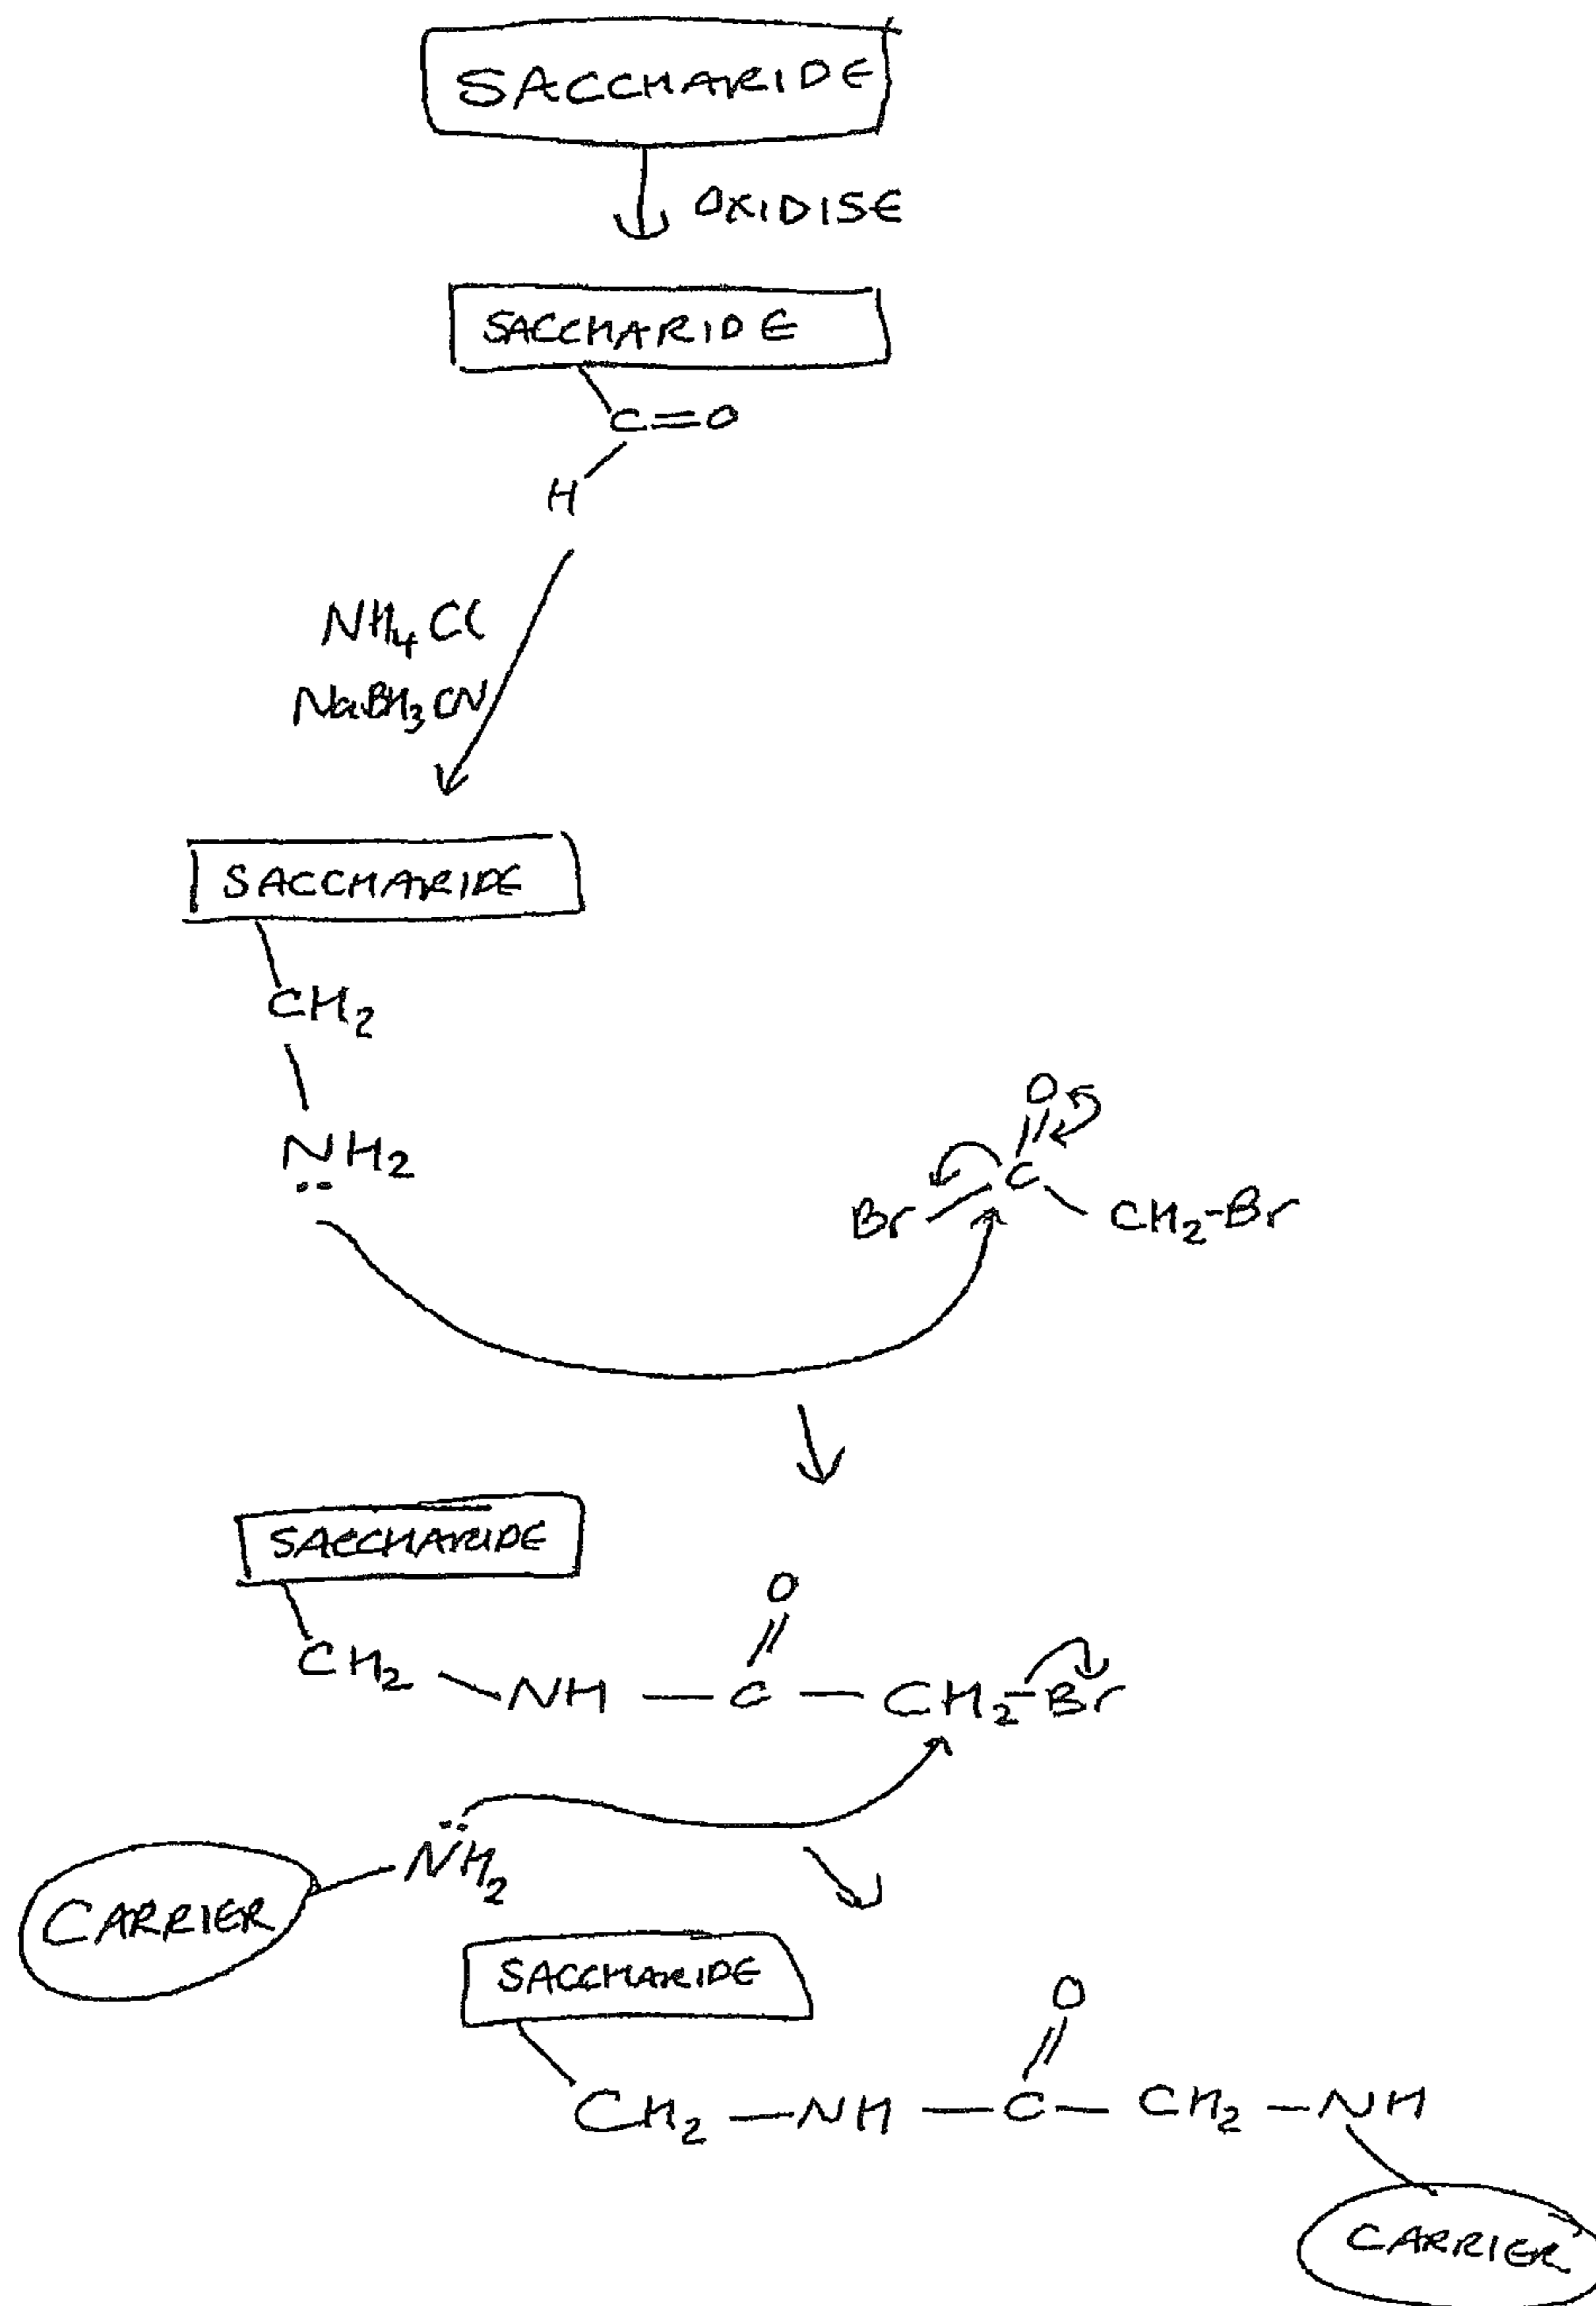 SACCHARIDE
OXIDISE
SACCHARIDE
C=O
H
NH4Cl
NaBH3CN
SACCHARIDE
CH2
NH2
O
Br C CH2-Br
SACCHARIDE
O
CH2 — NH — C — CH2-Br
NH2
CARRIER
SACCHARIDE
O
CH2 — NH — C — CH2 — NH
CARRIER